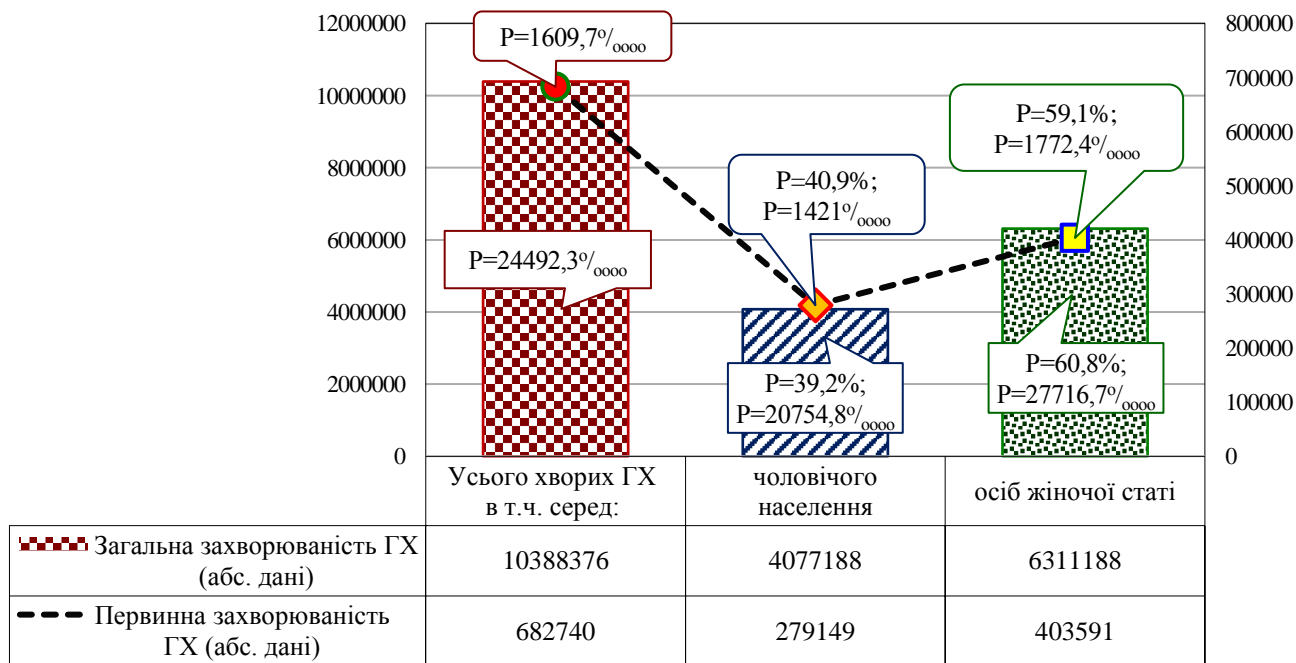 12000000
10000000
8000000
6000000
4000000
2000000
0
800000
700000
600000
500000
400000
300000
200000
100000
0
P=1609,7⁰/₀₀₀₀
P=24492,3⁰/₀₀₀₀
P=40,9%;
P=1421⁰/₀₀₀₀
P=39,2%;
P=20754,8⁰/₀₀₀₀
P=59,1%;
P=1772,4⁰/₀₀₀₀
P=60,8%;
P=27716,7⁰/₀₀₀₀
Усього хворих ГХ
в т.ч. серед:
чоловічого
населення
осіб жіночої статі
Загальна захворюваність ГХ
(абс. дані)
10388376
4077188
6311188
Первинна захворюваність
ГХ (абс. дані)
682740
279149
403591